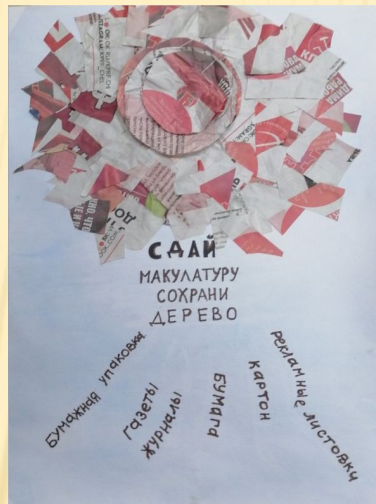 СДАЙ
МАКУЛАТУРУ
СОХРАНИ
ДЕРЕВО
БУМАЖНАЯ УПАКОВКА
ГАЗЕТЫ
ЖУРНАЛЫ
БУМАГА
КАРТОН
РЕКЛАМНЫЕ ЛИСТОВКИ